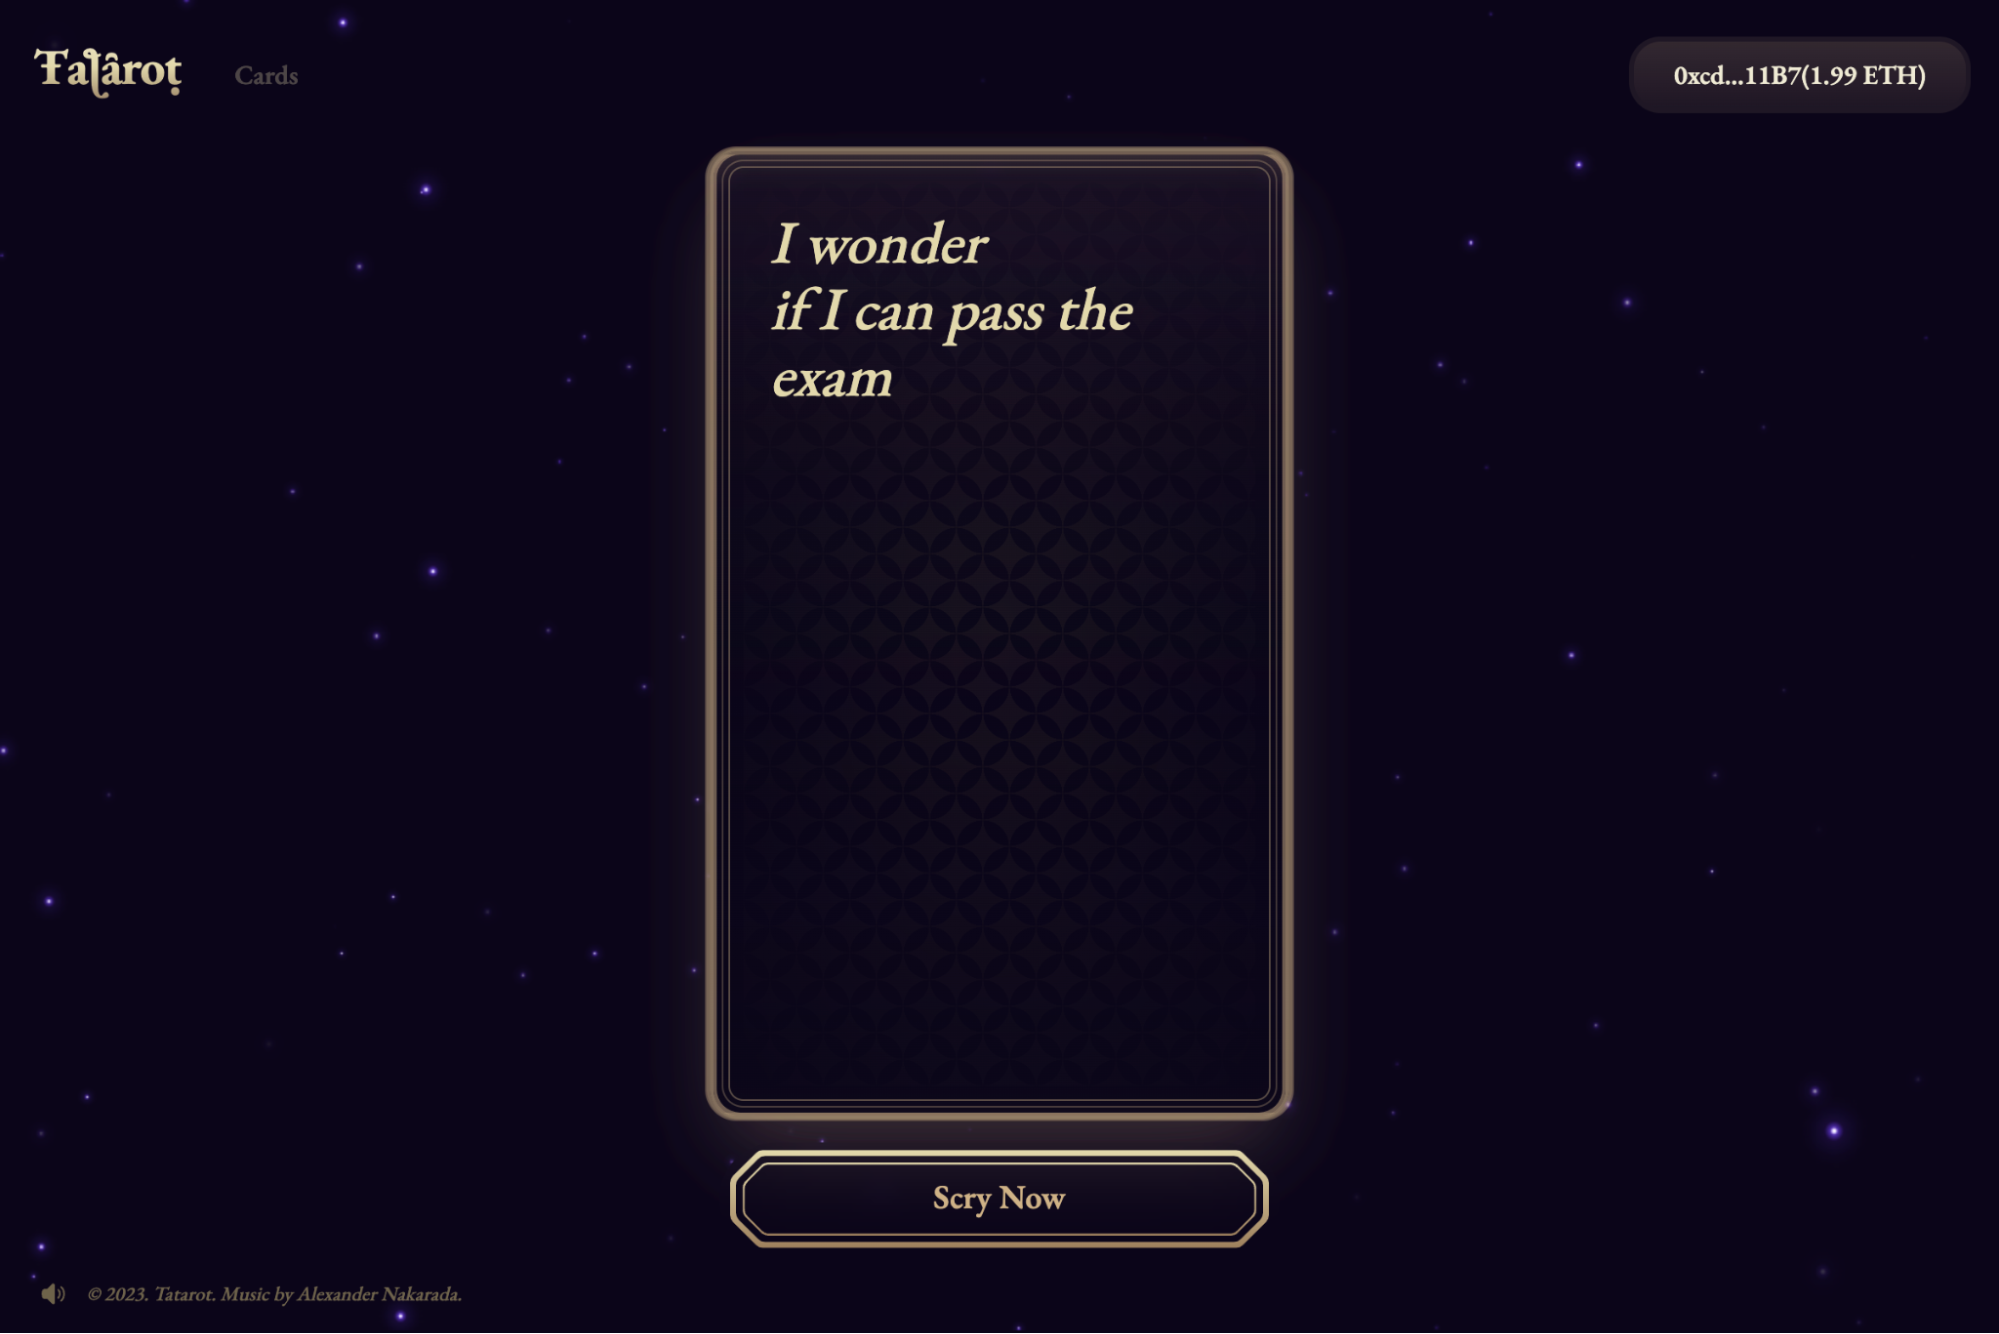 Tatarot
Cards
0xcd...11B7(1.99 ETH)
I wonder
if I can pass the
exam
Scry Now
© 2023. Tatarot. Music by Alexander Nakarada.